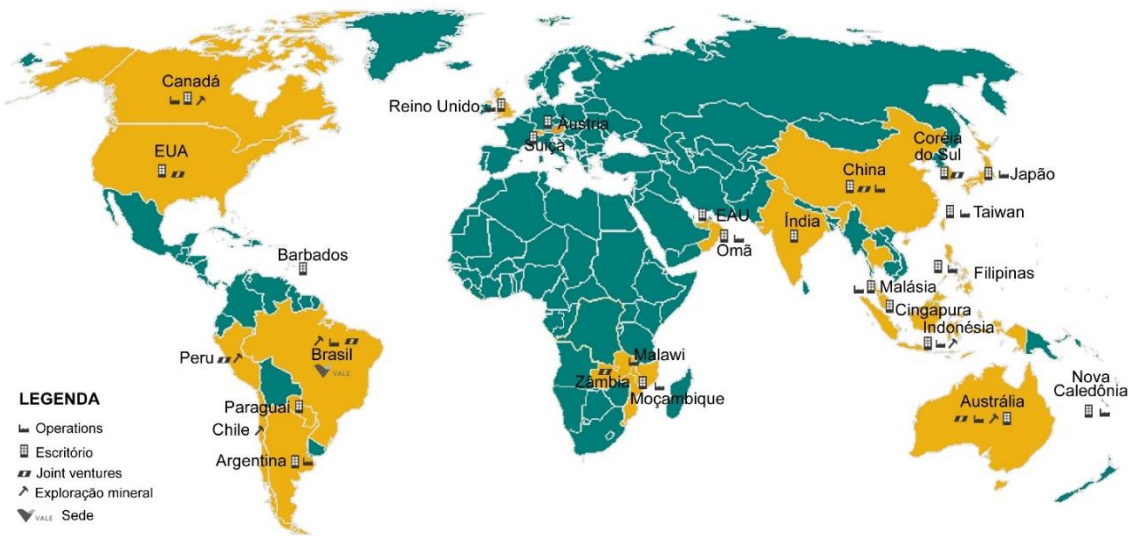 Canadá
EUA
Reino Unido
Áustria
Suiça
Coréia
do Sul
China
Japão
Taiwan
EAU
Índia
Omã
Barbados
Filipinas
Malásia
Cingapura
Indonésia
Peru
Brasil
VALE
Malawi
Zâmbia
Moçambique
Nova
Caledônia
Austrália
Paraguai
Chile
Argentina
LEGENDA
Operations
Escritório
Joint ventures
Exploração mineral
VALE Sede